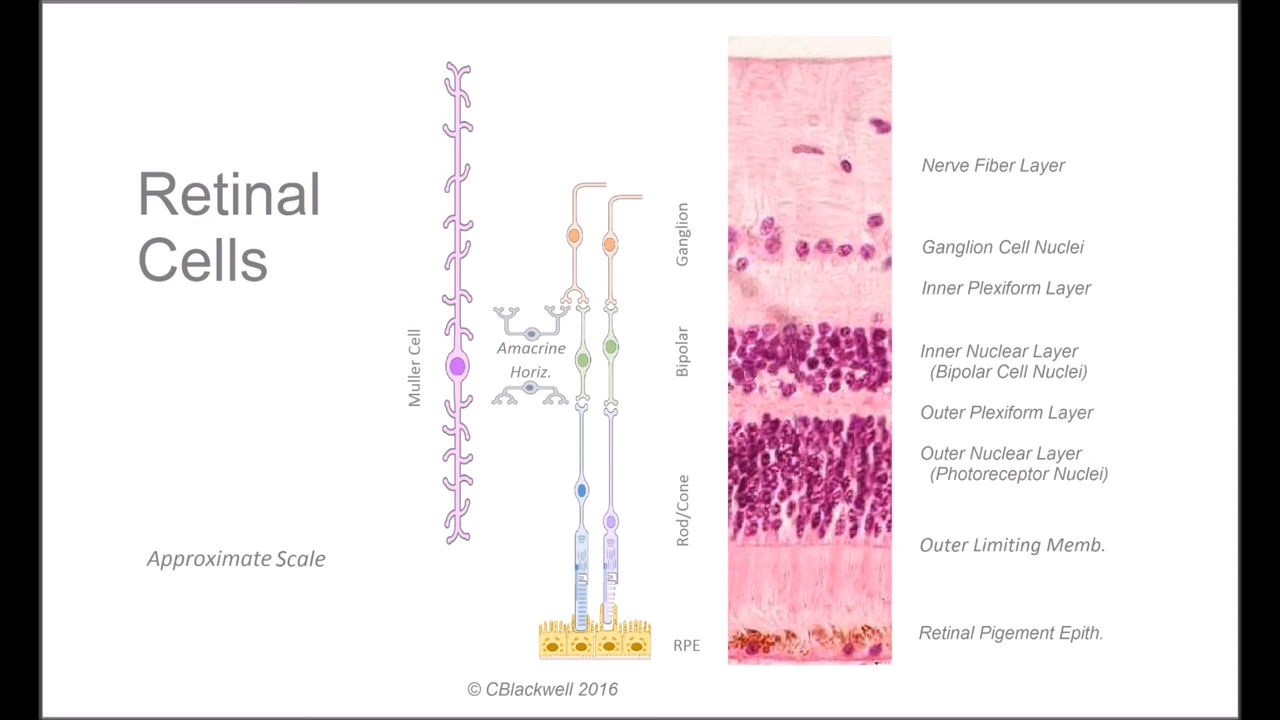 Retinal
Cells
Approximate Scale
Muller Cell
Amacrine
Horiz.
Ganglion
Bipolar
Rod/Cone
RPE
Nerve Fiber Layer
Ganglion Cell Nuclei
Inner Plexiform Layer
Inner Nuclear Layer
(Bipolar Cell Nuclei)
Outer Plexiform Layer
Outer Nuclear Layer
(Photoreceptor Nuclei)
Outer Limiting Memb.
Retinal Pigement Epith.
© CBlackwell 2016